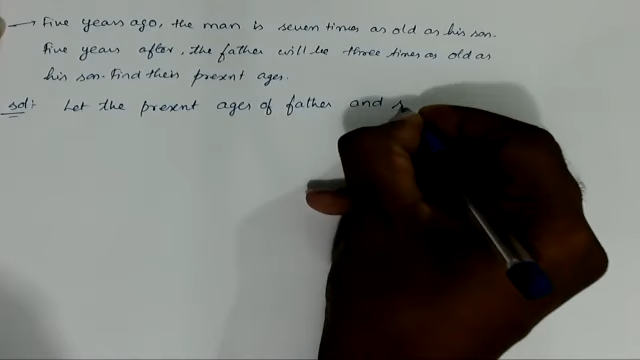 Five years ago, the man is seven times as old as his son.
Five years after, the father will be three times as old as
his son. Find their present ages.
Sol: Let the present ages of father and s